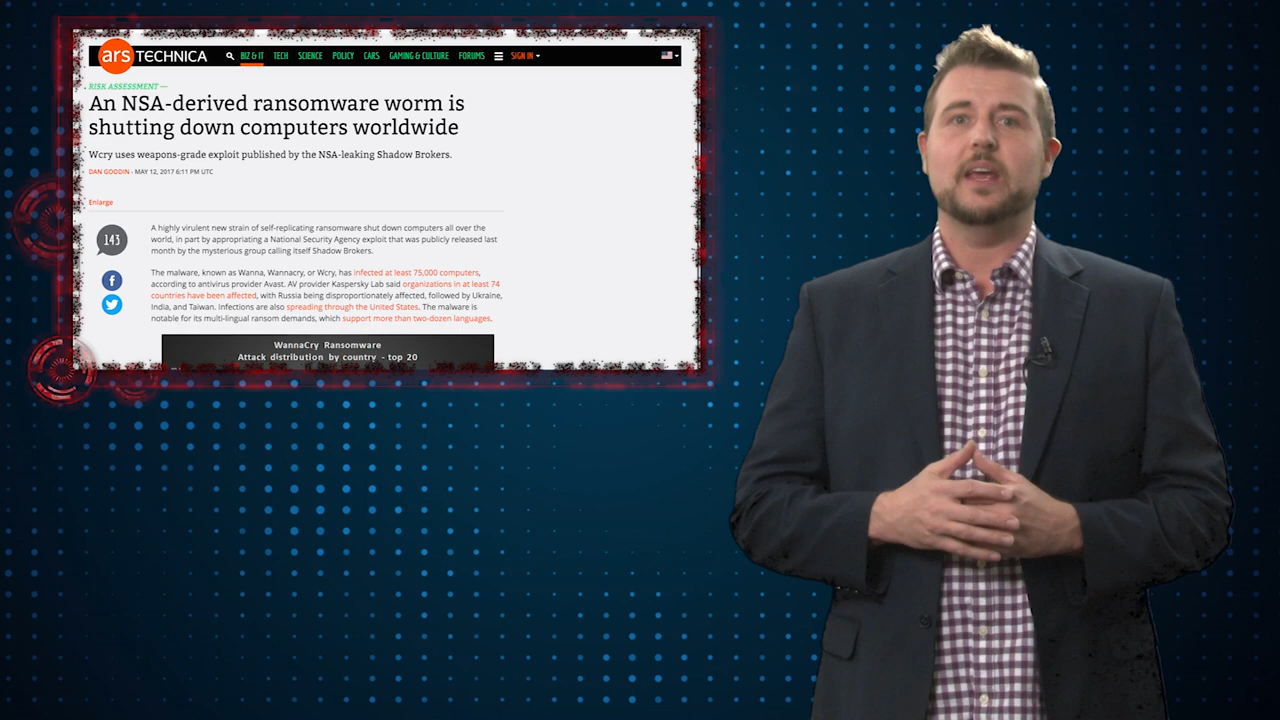 ars TECHNICA BIZ & IT TECH SCIENCE POLICY CARS GAMING & CULTURE FORUMS SIGN IN
RISK ASSESSMENT —
An NSA-derived ransomware worm is
shutting down computers worldwide
Wcry uses weapons-grade exploit published by the NSA-leaking Shadow Brokers.
DAN GOODIN - MAY 12, 2017 6:11 PM UTC
Enlarge
143
A highly virulent new strain of self-replicating ransomware shut down computers all over the
world, in part by appropriating a National Security Agency exploit that was publicly released last
month by the mysterious group calling itself Shadow Brokers.
The malware, known as Wanna, Wannacry, or Wcry, has infected at least 75,000 computers,
according to antivirus provider Avast. AV provider Kaspersky Lab said organizations in at least 74
countries have been affected, with Russia being disproportionately affected, followed by Ukraine,
India, and Taiwan. Infections are also spreading through the United States. The malware is
notable for its multi-lingual ransom demands, which support more than two-dozen languages.
WannaCry Ransomware
Attack distribution by country - top 20